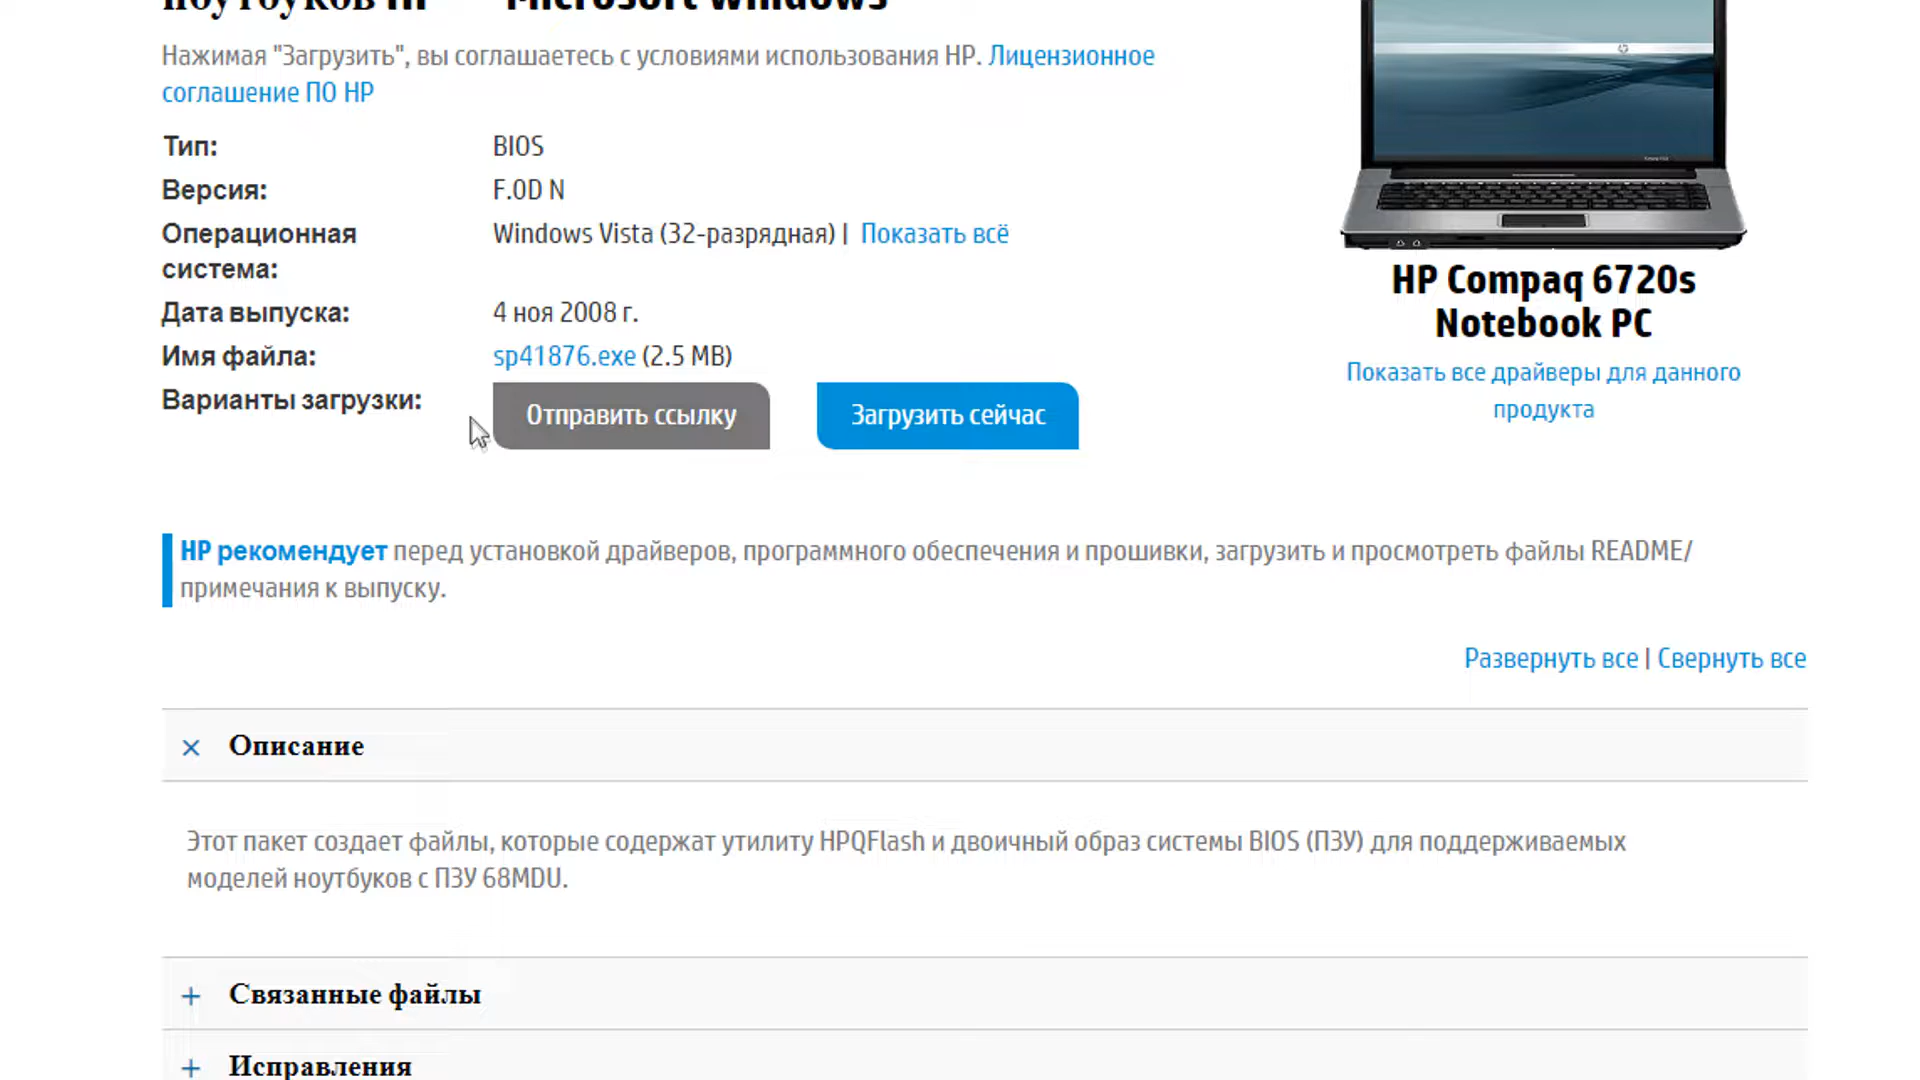 ноутбуков HP — Microsoft Windows
Нажимая "Загрузить", вы соглашаетесь с условиями использования HP. Лицензионное
соглашение ПО HP
Тип: BIOS
Версия: F.0D N
Операционная Windows Vista (32-разрядная) | Показать всё
система:
Дата выпуска: 4 ноя 2008 г.
Имя файла: sp41876.exe (2.5 MB)
Варианты загрузки: Отправить ссылку Загрузить сейчас
HP Compaq 6720s
Notebook PC
Показать все драйверы для данного
продукта
HP рекомендует перед установкой драйверов, программного обеспечения и прошивки, загрузить и просмотреть файлы README/
примечания к выпуску.
Развернуть все | Свернуть все
× Описание
Этот пакет создает файлы, которые содержат утилиту HPQFlash и двоичный образ системы BIOS (ПЗУ) для поддерживаемых
моделей ноутбуков с ПЗУ 68MDU.
+ Связанные файлы
+ Исправления